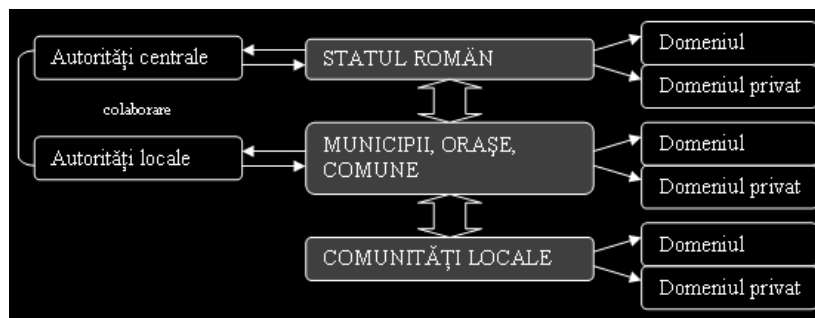 Autorități centrale
STATUL ROMÂN
Domeniul
Domeniul privat
colaborare
Autorități locale
MUNICIPII, ORAŞE,
COMUNE
Domeniul
Domeniul privat
COMUNITĂȚI LOCALE
Domeniul
Domeniul privat